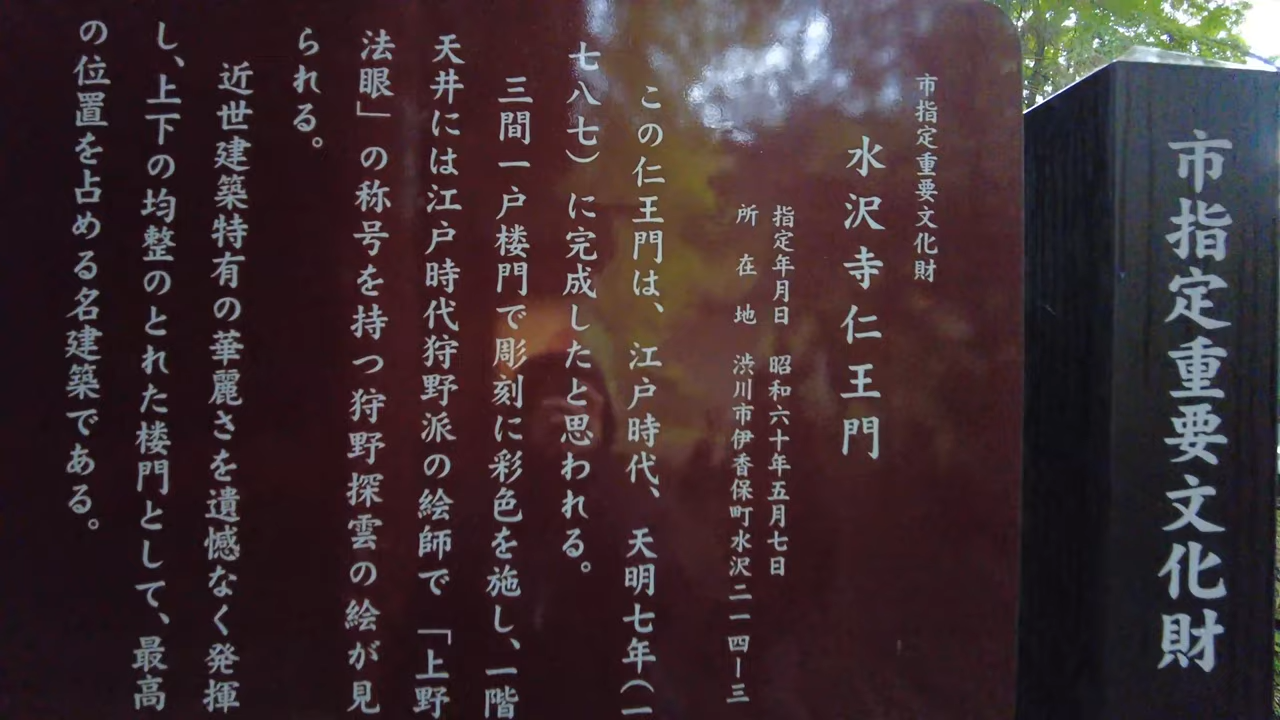 市指定重要文化財
市指定重要文化財
水沢寺仁王門
指定年月日 昭和六十年五月七日
所在地 渋川市伊香保町水沢二一四ー三
この仁王門は、江戸時代、天明七年(一
七八七)に完成したと思われる。
三間一戸楼門で彫刻に彩色を施し、一階
天井には江戸時代狩野派の絵師で「上野
法眼」の称号を持つ狩野探雲の絵が見
られる。
近世建築特有の華麗さを遺憾なく発揮
し、上下の均整のとれた楼門として、最高
の位置を占める名建築である。